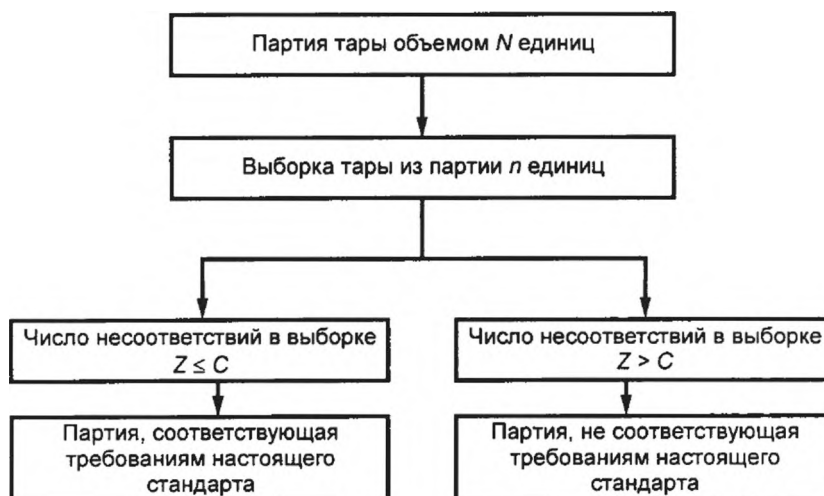 Партия тары объемом N единиц
Выборка тары из партии n единиц
Число несоответствий в выборке
Z ≤ C
Число несоответствий в выборке
Z > C
Партия, соответствующая
требованиям настоящего
стандарта
Партия, не соответствующая
требованиям настоящего
стандарта